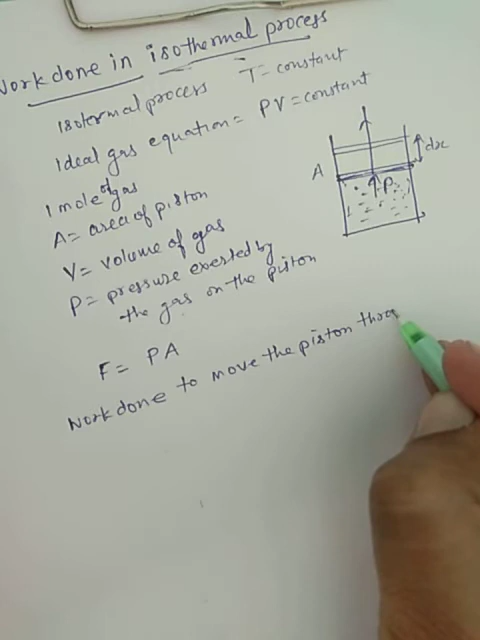 Work done in isothermal process
Isotermal process T = constant
Ideal gas equation = PV = constant
1 mole of gas
A = area of piston
V = volume of gas
P = pressure exerted by
the gas on the piston
A
dx
P
F = PA
Work done to move the piston thro